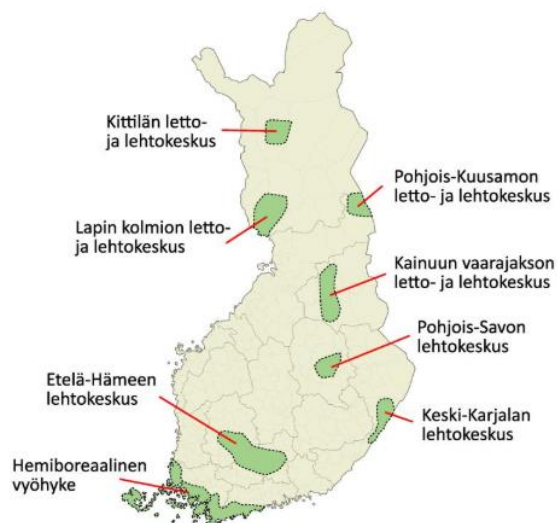 Kittilän letto-
ja lehtokeskus
Pohjois-Kuusamon
letto- ja lehtokeskus
Lapin kolmion letto-
ja lehtokeskus
Kainuun vaarajakson
letto- ja lehtokeskus
Pohjois-Savon
lehtokeskus
Etelä-Hämeen
lehtokeskus
Keski-Karjalan
lehtokeskus
Hemiboreaalinen
vyöhyke